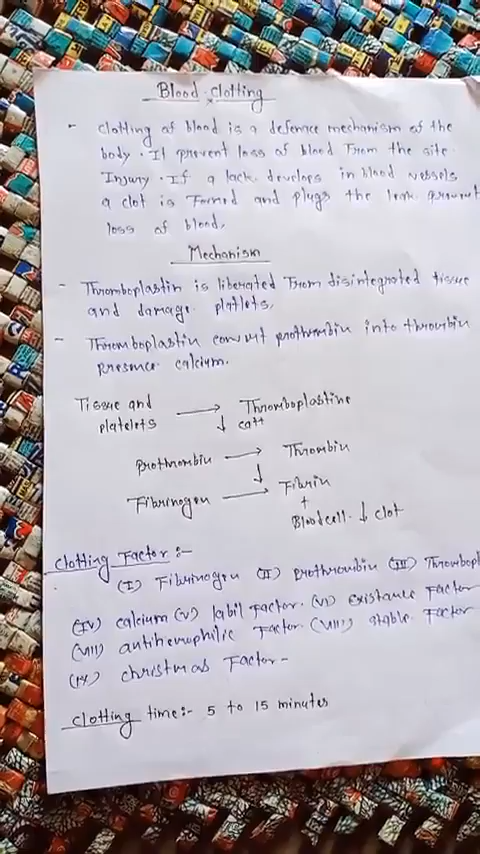 Blood clotting
- clotting of blood is a defence mechanism of the
body. It prevent loss of blood from the site
Injury. If a lack develops in blood vessels
a clot is formed and plugs the leak
loss of blood,
Mechanism
- Thromboplastin is liberated from disintegrated tissue
and damage platlets,
- Thromboplastin convert prothrombin into thrombin
presence calcium.
Tissue and → Thromboplastine
platelets ↓ ca++
prothrombin → Thrombin
↓
Fibrinogen → Fibrin
+
Blood cell. ↓ clot
Clotting Factor :-
(I) Fibrinogen (II) prothrombin (III) Thrombopl
(IV) calcium (V) labil factor. (VI) existance factor
(VII) antihemophilic factor (VIII) stable factor
(IX) christmas Factor -
Clotting time:- 5 to 15 minutes